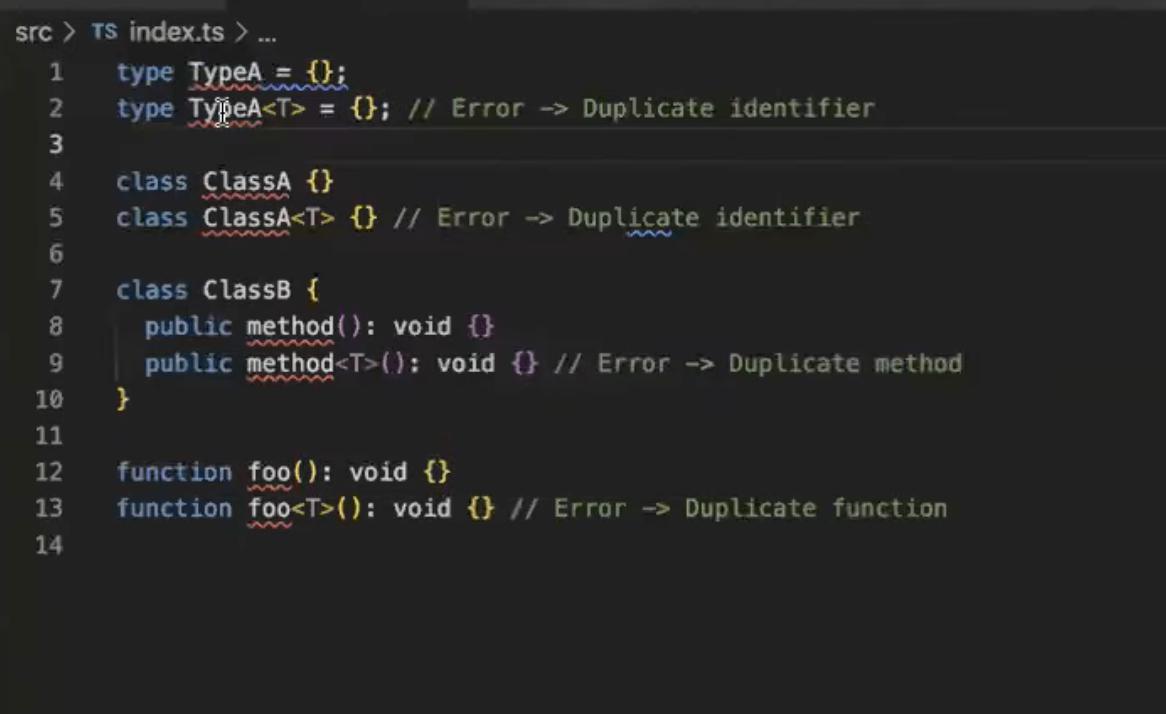 src > TS index.ts > ...
1 type TypeA = {};
2 type TypeA<T> = {}; // Error -> Duplicate identifier
3
4 class ClassA {}
5 class ClassA<T> {} // Error -> Duplicate identifier
6
7 class ClassB {
8 public method(): void {}
9 public method<T>(): void {} // Error -> Duplicate method
10 }
11
12 function foo(): void {}
13 function foo<T>(): void {} // Error -> Duplicate function
14